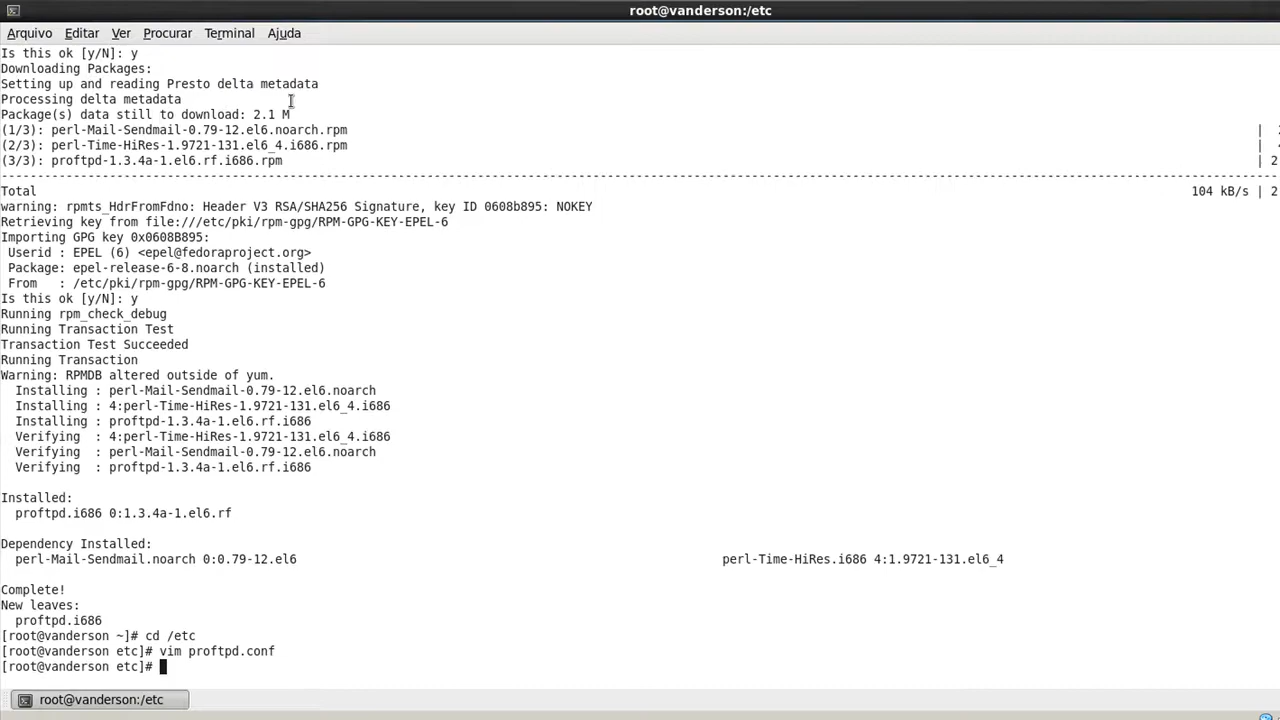 root@vanderson:/etc
Arquivo Editar Ver Procurar Terminal Ajuda
Is this ok [y/N]: y
Downloading Packages:
Setting up and reading Presto delta metadata
Processing delta metadata
Package(s) data still to download: 2.1 M
(1/3): perl-Mail-Sendmail-0.79-12.el6.noarch.rpm |
(2/3): perl-Time-HiRes-1.9721-131.el6_4.i686.rpm |
(3/3): proftpd-1.3.4a-1.el6.rf.i686.rpm | 2
--------------------------------------------------------------------------------
Total 104 kB/s | 2
warning: rpmts_HdrFromFdno: Header V3 RSA/SHA256 Signature, key ID 0608b895: NOKEY
Retrieving key from file:///etc/pki/rpm-gpg/RPM-GPG-KEY-EPEL-6
Importing GPG key 0x0608B895:
 Userid : EPEL (6) <epel@fedoraproject.org>
 Package: epel-release-6-8.noarch (installed)
 From   : /etc/pki/rpm-gpg/RPM-GPG-KEY-EPEL-6
Is this ok [y/N]: y
Running rpm_check_debug
Running Transaction Test
Transaction Test Succeeded
Running Transaction
Warning: RPMDB altered outside of yum.
  Installing : perl-Mail-Sendmail-0.79-12.el6.noarch
  Installing : 4:perl-Time-HiRes-1.9721-131.el6_4.i686
  Installing : proftpd-1.3.4a-1.el6.rf.i686
  Verifying  : 4:perl-Time-HiRes-1.9721-131.el6_4.i686
  Verifying  : perl-Mail-Sendmail-0.79-12.el6.noarch
  Verifying  : proftpd-1.3.4a-1.el6.rf.i686
Installed:
  proftpd.i686 0:1.3.4a-1.el6.rf
Dependency Installed:
  perl-Mail-Sendmail.noarch 0:0.79-12.el6 perl-Time-HiRes.i686 4:1.9721-131.el6_4
Complete!
New leaves:
  proftpd.i686
[root@vanderson ~]# cd /etc
[root@vanderson etc]# vim proftpd.conf
[root@vanderson etc]#
root@vanderson:/etc